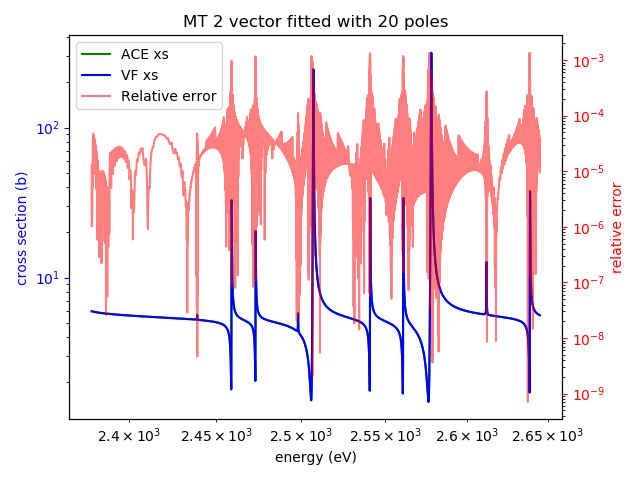 MT 2 vector fitted with 20 poles
ACE xs
VF xs
Relative error
cross section (b)
10²
10¹
relative error
10⁻³
10⁻⁴
10⁻⁵
10⁻⁶
10⁻⁷
10⁻⁸
10⁻⁹
2.4 × 10³
2.45 × 10³
2.5 × 10³
2.55 × 10³
2.6 × 10³
2.65 × 10³
energy (eV)